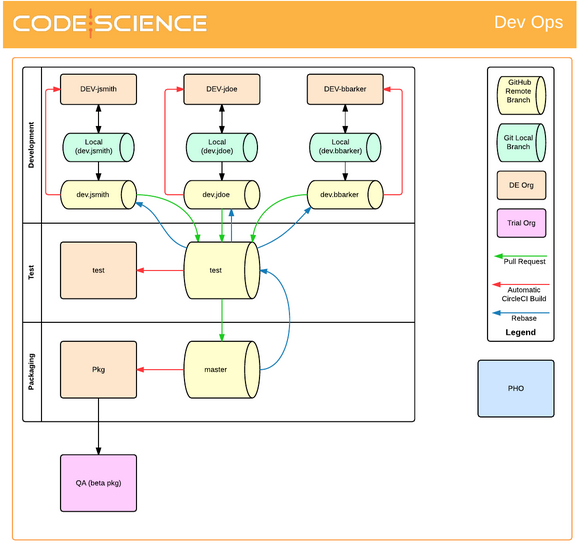 CODE SCIENCE
Dev Ops
Development
DEV-jsmith
DEV-jdoe
DEV-bbarker
Local
(dev.jsmith)
Local
(dev.jdoe)
Local
(dev.bbarker)
dev.jsmith
dev.jdoe
dev.bbarker
Test
test
test
Packaging
Pkg
master
QA (beta pkg)
GitHub
Remote
Branch
Git Local
Branch
DE Org
Trial Org
Pull Request
Automatic
CircleCI Build
Rebase
Legend
PHO